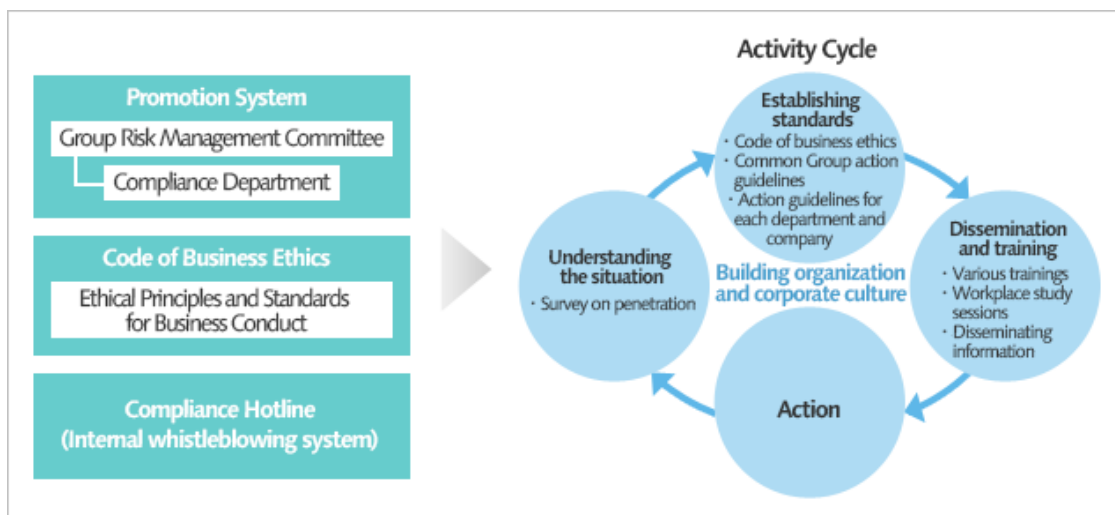 Promotion System
Group Risk Management Committee
Compliance Department
Code of Business Ethics
Ethical Principles and Standards
for Business Conduct
Compliance Hotline
(Internal whistleblowing system)
Activity Cycle
Establishing
standards
・Code of business ethics
・Common Group action
guidelines
・Action guidelines for
each department and
company
Dissemination
and training
・Various trainings
・Workplace study
sessions
・Disseminating
information
Action
Understanding
the situation
・Survey on penetration
Building organization
and corporate culture